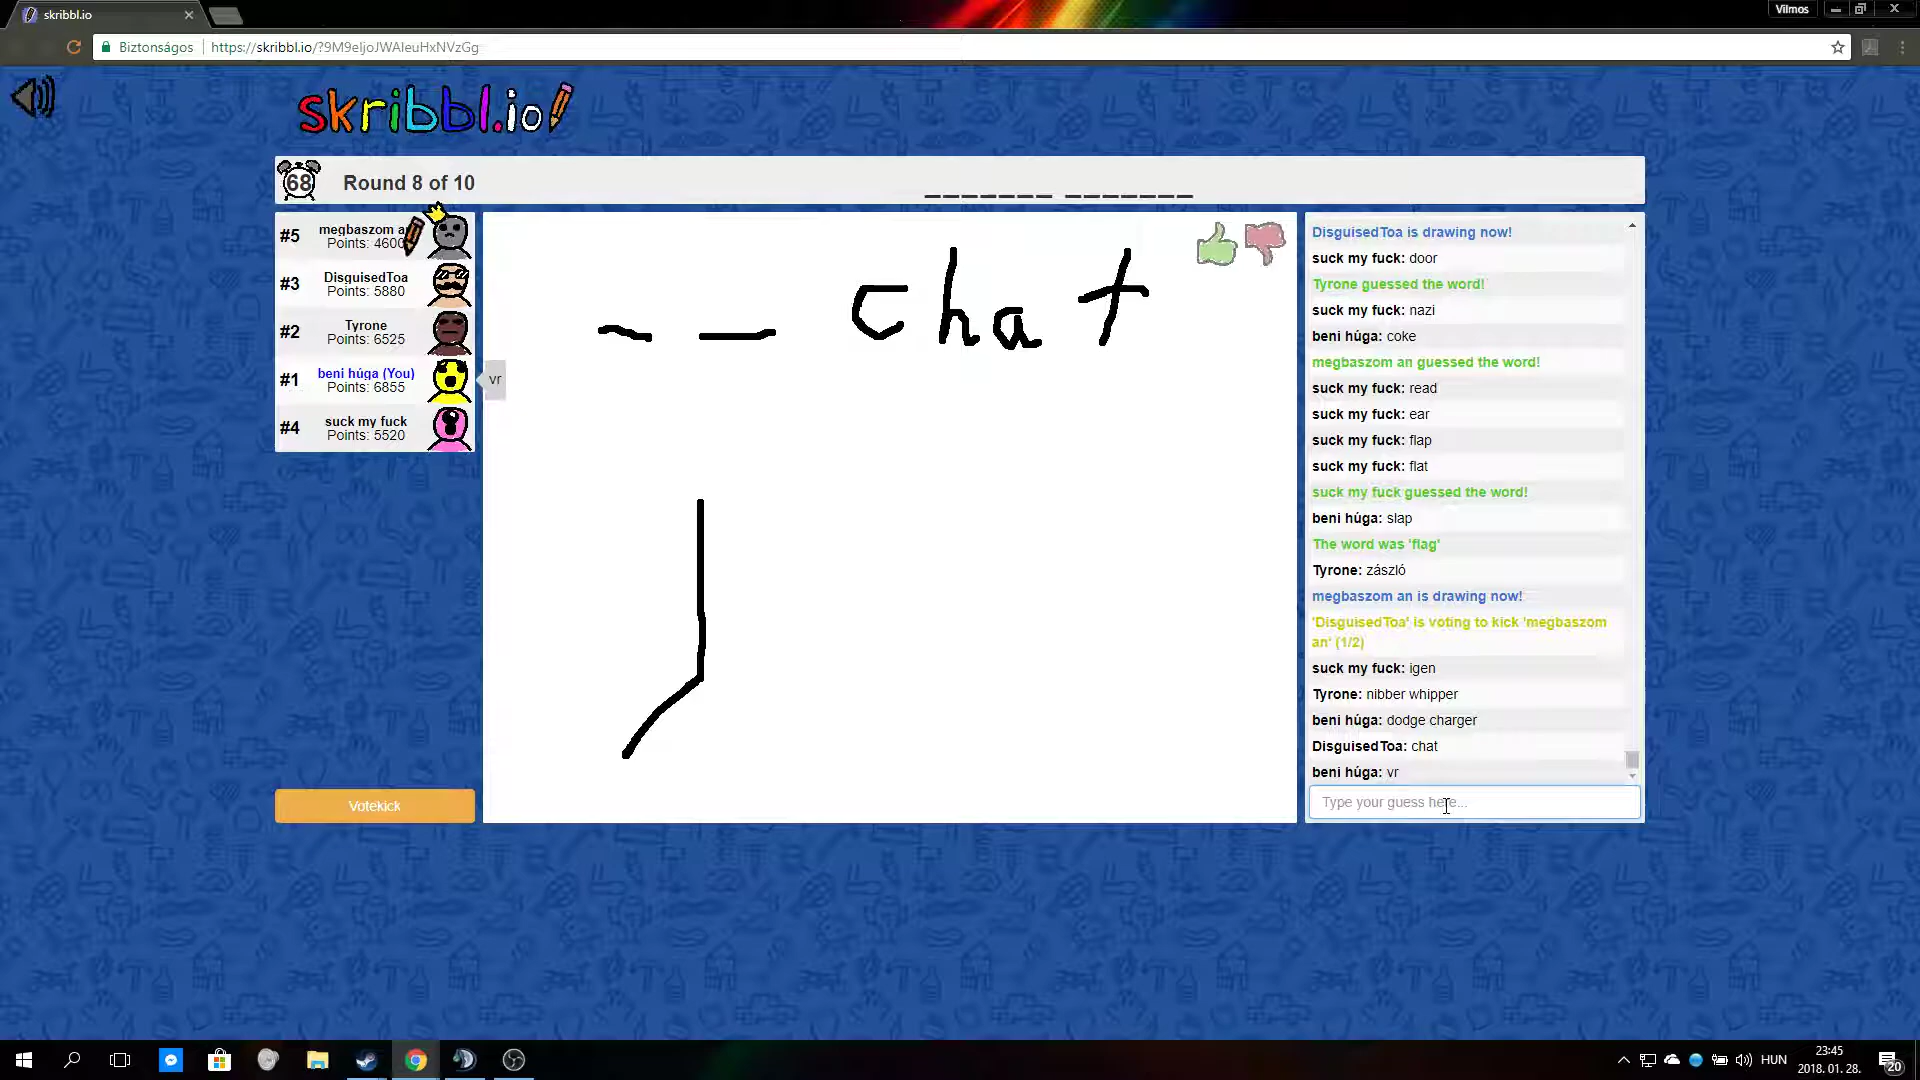 skribbl.io
Vilmos
Biztonságos
https://skribbl.io/?9M9eljoJWAleuHxNVzGg
skribbl.io
68
Round 8 of 10
_______ _______
#5
megbaszom a
Points: 4600
#3
DisguisedToa
Points: 5880
#2
Tyrone
Points: 6525
#1
beni húga (You)
Points: 6855
vr
#4
suck my fuck
Points: 5520
Votekick
_ _ chat
DisguisedToa is drawing now!
suck my fuck: door
Tyrone guessed the word!
suck my fuck: nazi
beni húga: coke
megbaszom an guessed the word!
suck my fuck: read
suck my fuck: ear
suck my fuck: flap
suck my fuck: flat
suck my fuck guessed the word!
beni húga: slap
The word was 'flag'
Tyrone: zászló
megbaszom an is drawing now!
'DisguisedToa' is voting to kick 'megbaszom
an' (1/2)
suck my fuck: igen
Tyrone: nibber whipper
beni húga: dodge charger
DisguisedToa: chat
beni húga: vr
Type your guess here...
HUN
23:45
2018. 01. 28.
20